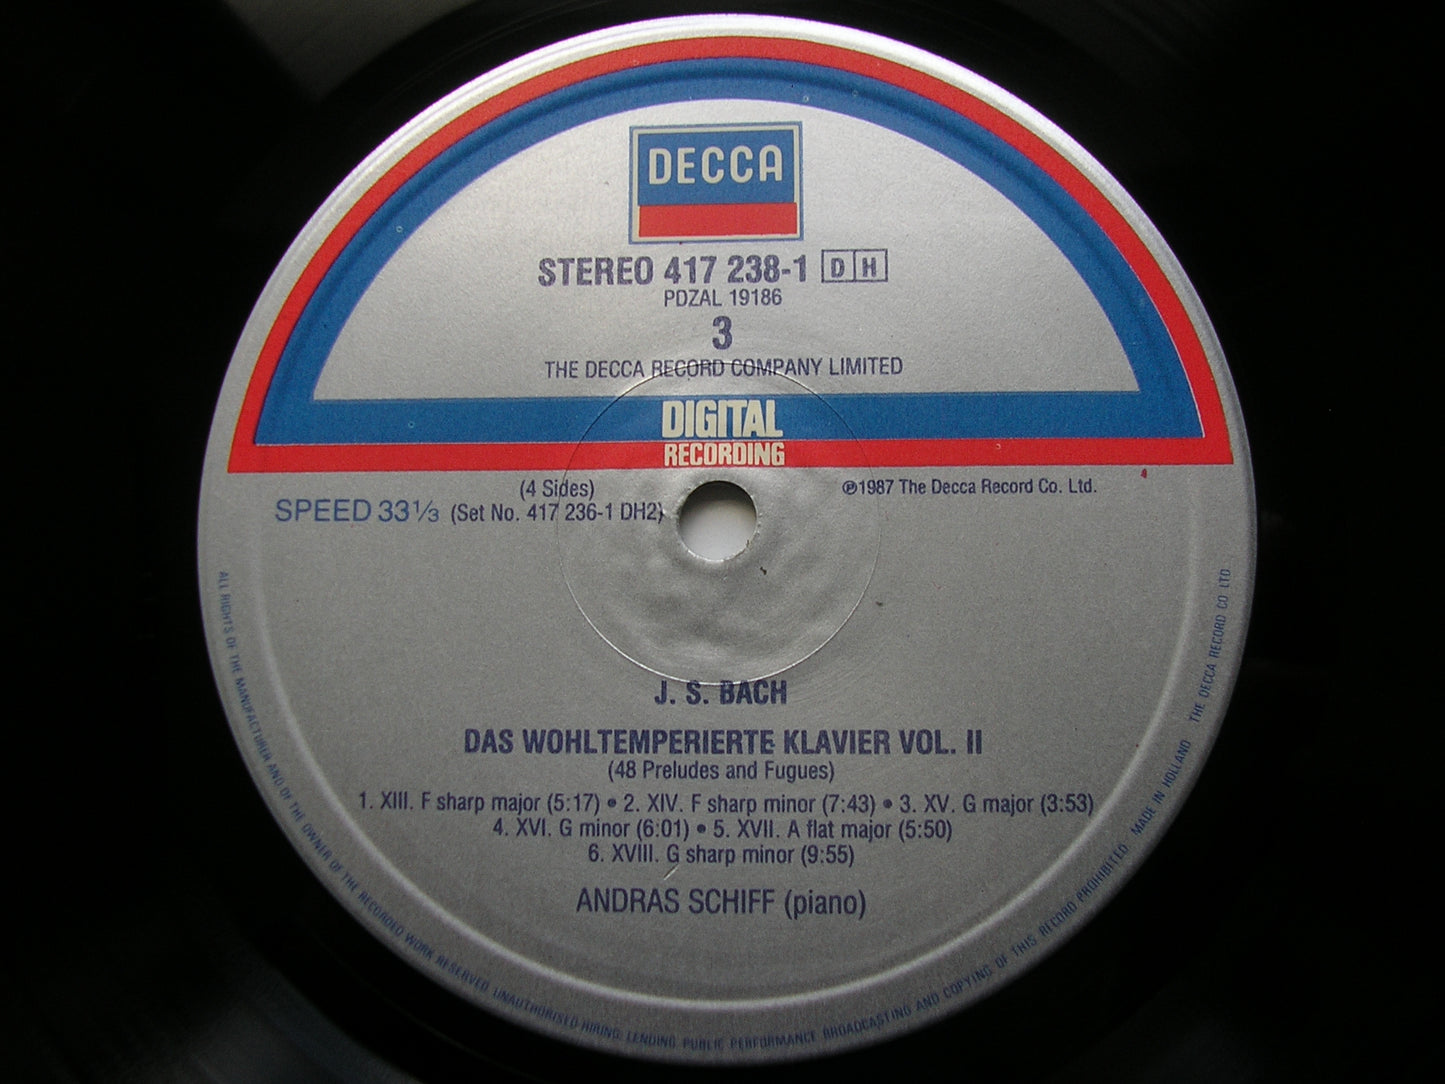 DECCA
STEREO 417 238-1 DH
PDZAL 19186
3
THE DECCA RECORD COMPANY LIMITED
DIGITAL
RECORDING
(4 Sides)
SPEED 33⅓ (Set No. 417 236-1 DH2)
℗1987 The Decca Record Co. Ltd.
J. S. BACH
DAS WOHLTEMPERIERTE KLAVIER VOL. II
(48 Preludes and Fugues)
1. XIII. F sharp major (5:17) • 2. XIV. F sharp minor (7:43) • 3. XV. G major (3:53)
4. XVI. G minor (6:01) • 5. XVII. A flat major (5:50)
6. XVIII. G sharp minor (9:55)
ANDRAS SCHIFF (piano)
ALL RIGHTS OF THE MANUFACTURER AND OF THE OWNER OF THE RECORDED WORK RESERVED UNAUTHORISED HIRING, LENDING PUBLIC PERFORMANCE BROADCASTING AND COPYING OF THIS RECORD PROHIBITED - MADE IN HOLLAND THE DECCA RECORD CO LTD